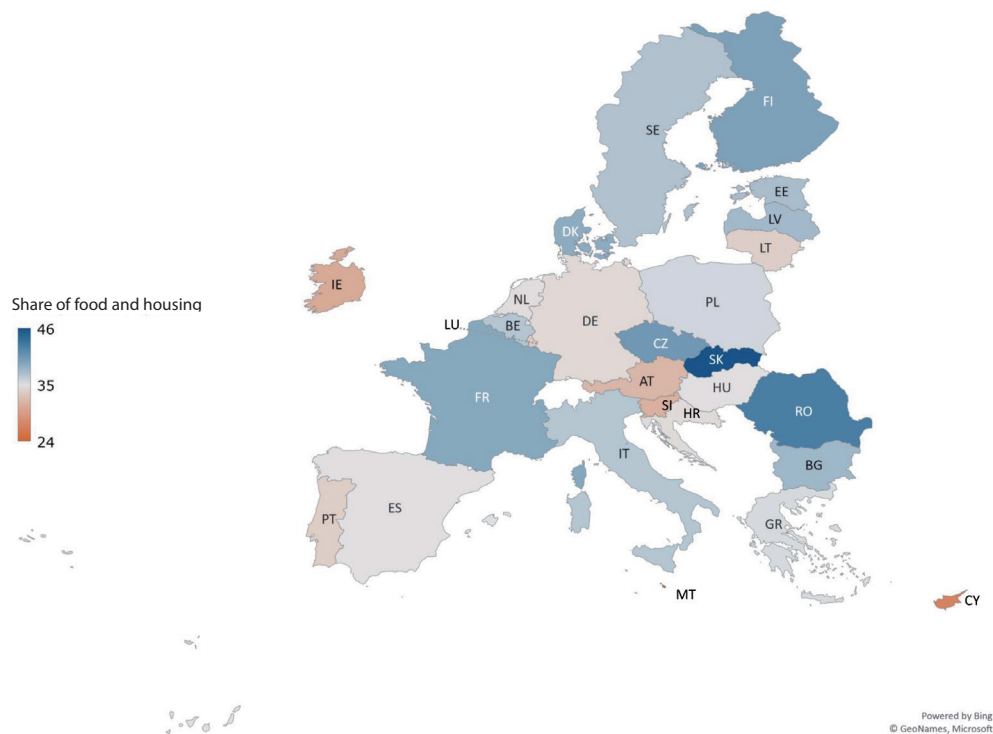 FI
SE
EE
LV
DK
LT
IE
NL
PL
Share of food and housing
DE
46
LU
BE
CZ
SK
35
AT
HU
FR
SI
HR
RO
24
IT
BG
ES
PT
GR
MT
CY
Powered by Bing
© GeoNames, Microsoft